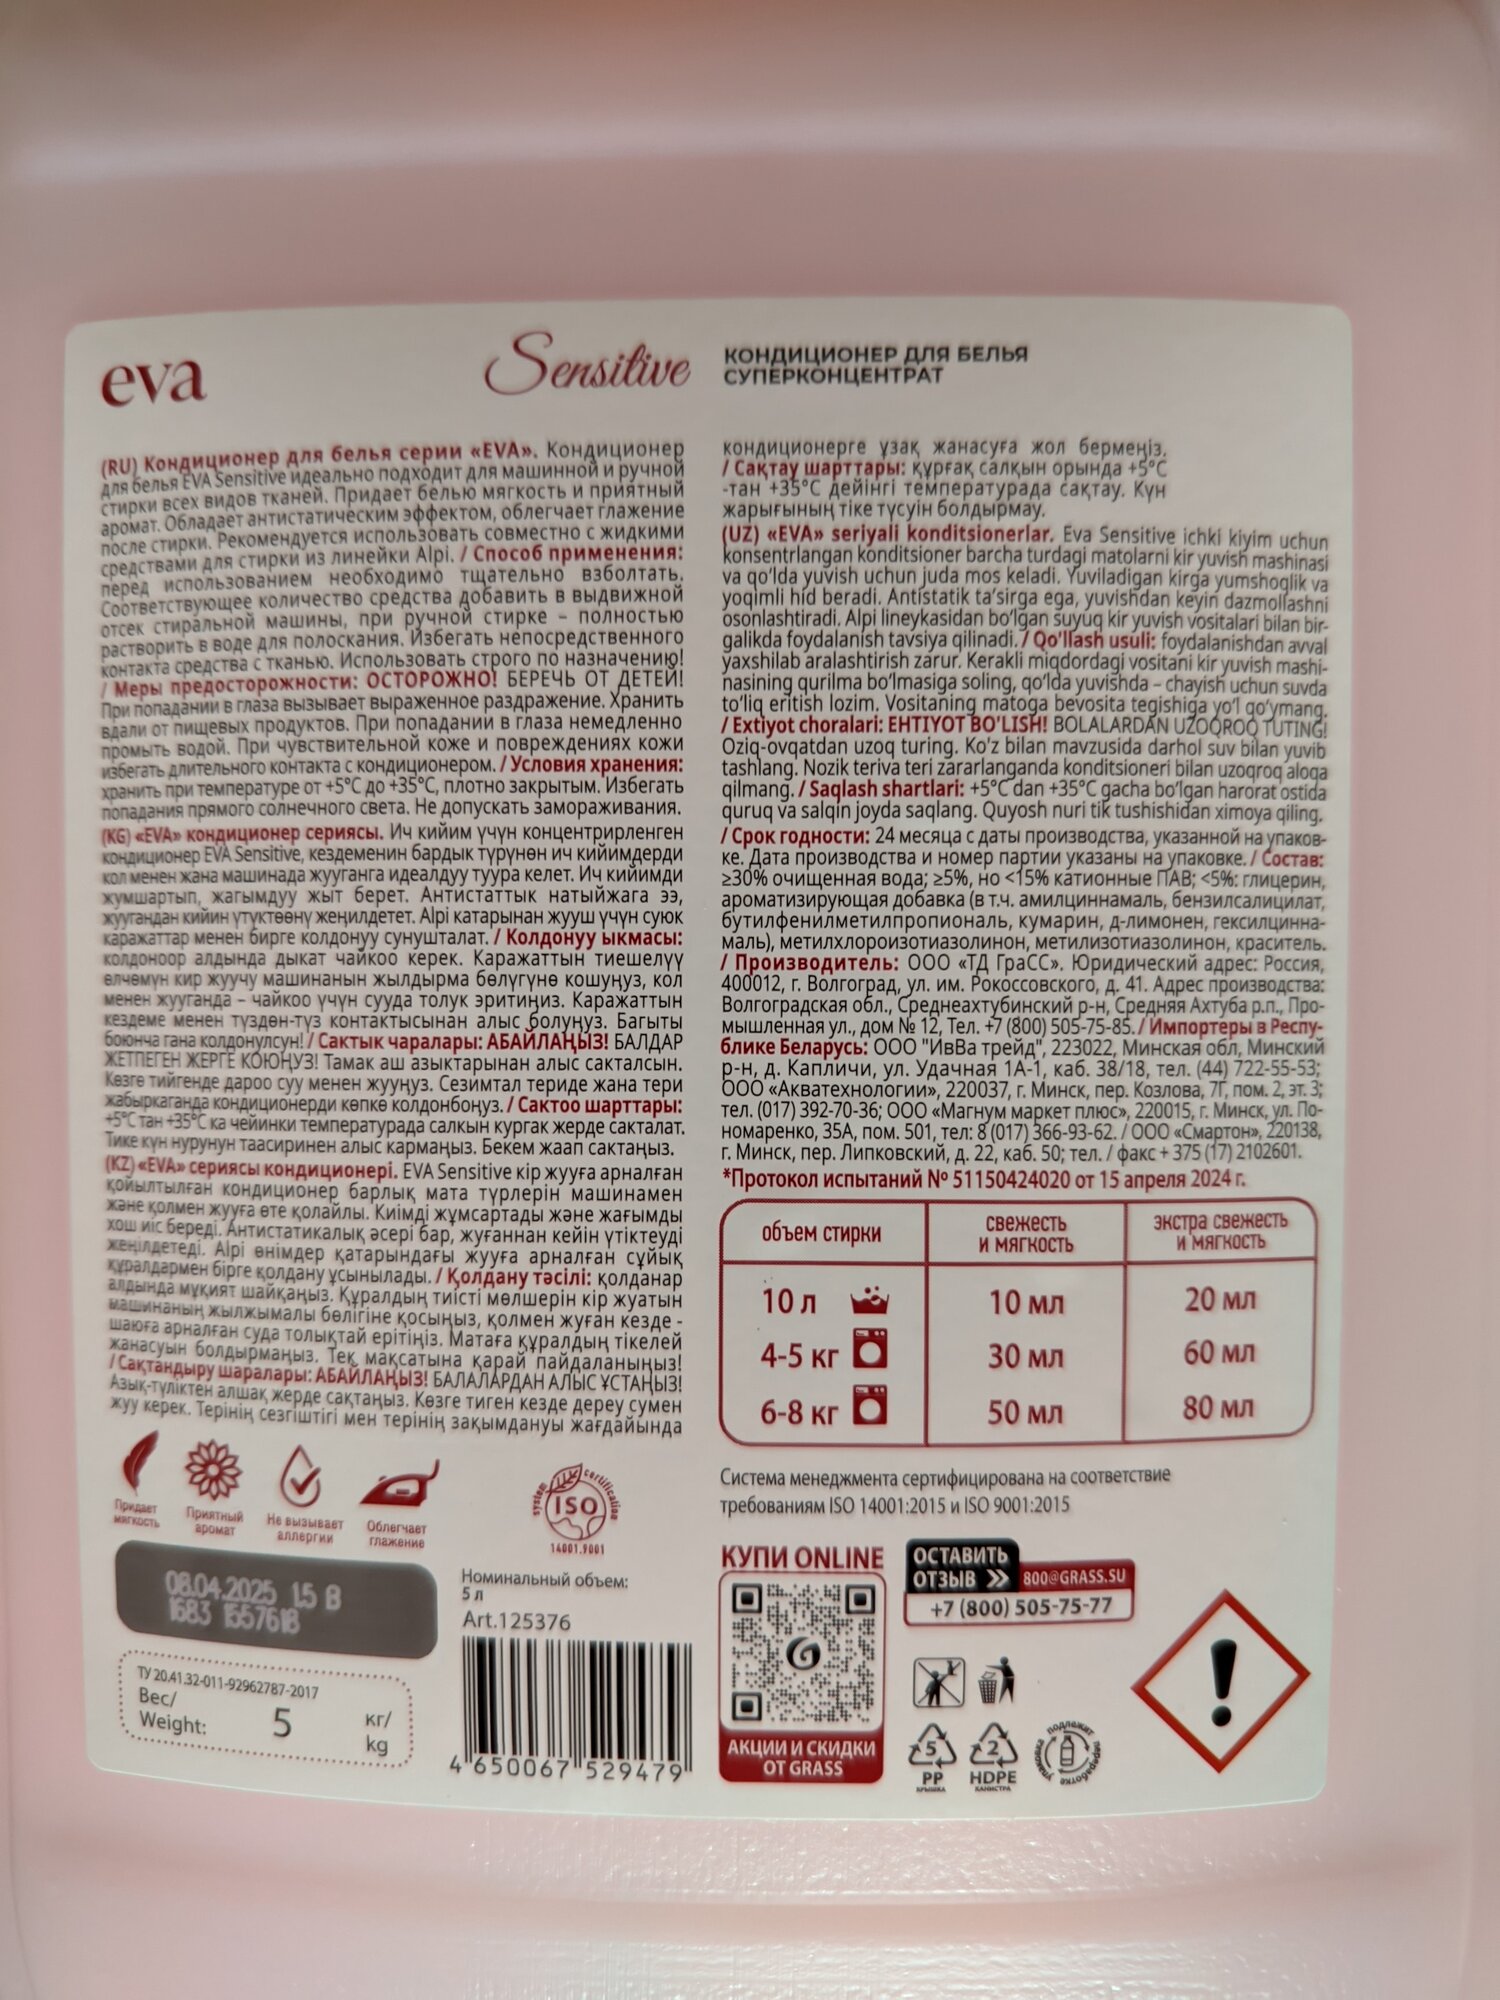 eva
Sensitive
КОНДИЦИОНЕР ДЛЯ БЕЛЬЯ
СУПЕРКОНЦЕНТРАТ
(RU) Кондиционер для белья серии «EVA». Кондиционер
для белья EVA Sensitive идеально подходит для машинной и ручной
стирки всех видов тканей. Придает белью мягкость и приятный
аромат. Обладает антистатическим эффектом, облегчает глажение
после стирки. Рекомендуется использовать совместно с жидкими
средствами для стирки из линейки Alpi. / Способ применения:
перед использованием необходимо тщательно взболтать.
Соответствующее количество средства добавить в выдвижной
отсек стиральной машины, при ручной стирке – полностью
растворить в воде для полоскания. Избегать непосредственного
контакта средства с тканью. Использовать строго по назначению!
/ Меры предосторожности: ОСТОРОЖНО! БЕРЕЧЬ ОТ ДЕТЕЙ!
При попадании в глаза вызывает выраженное раздражение. Хранить
вдали от пищевых продуктов. При попадании в глаза немедленно
промыть водой. При чувствительной коже и повреждениях кожи
избегать длительного контакта с кондиционером. / Условия хранения:
хранить при температуре от +5°С до +35°С, плотно закрытым. Избегать
попадания прямого солнечного света. Не допускать замораживания.
(KG) «EVA» кондиционер сериясы. Ич кийим үчүн концентрирленген
кондиционер EVA Sensitive, кездеменин бардык түрүнөн ич кийимдерди
кол менен жана машинада жууганга идеалдуу туура келет. Ич кийимди
жумшартып, жагымдуу жыт берет. Антистаттык натыйжага ээ,
жуугандан кийин үтүктөөнү жеңилдетет. Alpi катарынан жууш үчүн суюк
каражаттар менен бирге колдонуу сунушталат. / Колдонуу ыкмасы:
колдоноор алдында дыкат чайкоо керек. Каражаттын тиешелүү
өлчөмүн кир жуучу машинанын жылдырма бөлүгүнө кошуңуз, кол
менен жууганда – чайкоо үчүн сууда толук эритиңиз. Каражаттын
кездеме менен түздөн-түз контактысынан алыс болуңуз. Багыты
боюнча гана колдонулсун! / Сактык чаралары: АБАЙЛАҢЫЗ! БАЛДАР
ЖЕТПЕГЕН ЖЕРГЕ КОЮҢУЗ! Тамак аш азыктарынан алыс сакталсын.
Көзгө тийгенде дароо суу менен жууңуз. Сезимтал териде жана тери
жабыркаганда кондиционерди көпкө колдонбоңуз. / Сактоо шарттары:
+5°С тан +35°С ка чейинки температурада салкын кургак жерде сакталат.
Тике күн нурунун таасиринен алыс кармаңыз. Бекем жаап сактаңыз.
(KZ) «EVA» сериясы кондиционері. EVA Sensitive кір жууға арналған
қойылтылған кондиционер барлық мата түрлерін машинамен
және қолмен жууға өте қолайлы. Киімді жұмсартады және жағымды
хош иіс береді. Антистатикалық әсері бар, жуғаннан кейін үтіктеуді
жеңілдетеді. Alpi өнімдер қатарындағы жууға арналған сұйық
құралдармен бірге қолдану ұсынылады. / Қолдану тәсілі: қолданар
алдында мұқият шайқаңыз. Құралдың тиісті мөлшерін кір жуатын
машинаның жылжымалы бөлігіне қосыңыз, қолмен жуған кезде -
шаюға арналған суда толықтай ерітіңіз. Матаға құралдың тікелей
жанасуын болдырмаңыз. Тек мақсатына қарай пайдаланыңыз!
/ Сақтандыру шаралары: АБАЙЛАҢЫЗ! БАЛАЛАРДАН АЛЫС ҰСТАҢЫЗ!
Азық-түліктен алшақ жерде сақтаңыз. Көзге тиген кезде дереу сумен
жуу керек. Терінің сезгіштігі мен терінің зақымдануы жағдайында
кондиционерге ұзақ жанасуға жол бермеңіз.
/ Сақтау шарттары: құрғақ салқын орында +5°С
-тан +35°С дейінгі температурада сақтау. Күн
жарығының тіке түсуін болдырмау.
(UZ) «EVA» seriyali konditsionerlar. Eva Sensitive ichki kiyim uchun
konsentrlangan konditsioner barcha turdagi matolarni kir yuvish mashinasi
va qo'lda yuvish uchun juda mos keladi. Yuviladigan kirga yumshoqlik va
yoqimli hid beradi. Antistatik ta'sirga ega, yuvishdan keyin dazmollashni
osonlashtiradi. Alpi lineykasidan bo'lgan suyuq kir yuvish vositalari bilan bir-
galikda foydalanish tavsiya qilinadi. / Qo'llash usuli: foydalanishdan avval
yaxshilab aralashtirish zarur. Kerakli miqdordagi vositani kir yuvish mashi-
nasining qurilma bo'lmasiga soling, qo'lda yuvishda – chayish uchun suvda
to'liq eritish lozim. Vositaning matoga bevosita tegishiga yo'l qo'ymang.
/ Extiyot choralari: EHTIYOT BO'LISH! BOLALARDAN UZOQROQ TUTING!
Oziq-ovqatdan uzoq turing. Ko'z bilan mavzusida darhol suv bilan yuvib
tashlang. Nozik teriva teri zararlanganda konditsioneri bilan uzoqroq aloqa
qilmang. / Saqlash shartlari: +5°C dan +35°C gacha bo'lgan harorat ostida
quruq va salqin joyda saqlang. Quyosh nuri tik tushishidan ximoya qiling.
/ Срок годности: 24 месяца с даты производства, указанной на упаков-
ке. Дата производства и номер партии указаны на упаковке. / Состав:
≥30% очищенная вода; ≥5%, но <15% катионные ПАВ; <5%: глицерин,
ароматизирующая добавка (в т.ч. амилциннамаль, бензилсалицилат,
бутилфенилметилпропиональ, кумарин, д-лимонен, гексилцинна-
маль), метилхлороизотиазолинон, метилизотиазолинон, краситель.
/ Производитель: ООО «ТД ГраСС». Юридический адрес: Россия,
400012, г. Волгоград, ул. им. Рокоссовского, д. 41. Адрес производства:
Волгоградская обл., Среднеахтубинский р-н, Средняя Ахтуба р.п., Про-
мышленная ул., дом № 12, Тел. +7 (800) 505-75-85. / Импортеры в Респу-
блике Беларусь: ООО "ИвВа трейд", 223022, Минская обл, Минский
р-н, д. Капличи, ул. Удачная 1А-1, каб. 38/18, тел. (44) 722-55-53;
ООО «Акватехнологии», 220037, г. Минск, пер. Козлова, 7Г, пом. 2, эт. 3;
тел. (017) 392-70-36; ООО «Магнум маркет плюс», 220015, г. Минск, ул. По-
номаренко, 35А, пом. 501, тел: 8 (017) 366-93-62. / ООО «Смартон», 220138,
г. Минск, пер. Липковский, д. 22, каб. 50; тел. / факс + 375 (17) 2102601.
*Протокол испытаний № 51150424020 от 15 апреля 2024 г.
объем стирки
свежесть и мягкость
экстра свежесть и мягкость
10 л 10 мл 20 мл
4-5 кг 30 мл 60 мл
6-8 кг 50 мл 80 мл
Система менеджмента сертифицирована на соответствие
требованиям ISO 14001:2015 и ISO 9001:2015
Придает мягкость
Приятный аромат
Не вызывает аллергии
Облегчает глажение
system LLC certification
ISO
14001.9001
08.04.2025 15 В
1683 1557618
ТУ 20.41.32-011-92962787-2017
Вес/
Weight: 5 кг/
kg
Номинальный объем:
5 л
Art.125376
4 650067 529479
КУПИ ONLINE
АКЦИИ И СКИДКИ
ОТ GRASS
ОСТАВИТЬ
ОТЗЫВ
800@GRASS.SU
+7 (800) 505-75-77
5
PP
КРЫШКА
2
HDPE
КАНИСТРА
упаковка подлежит переработке